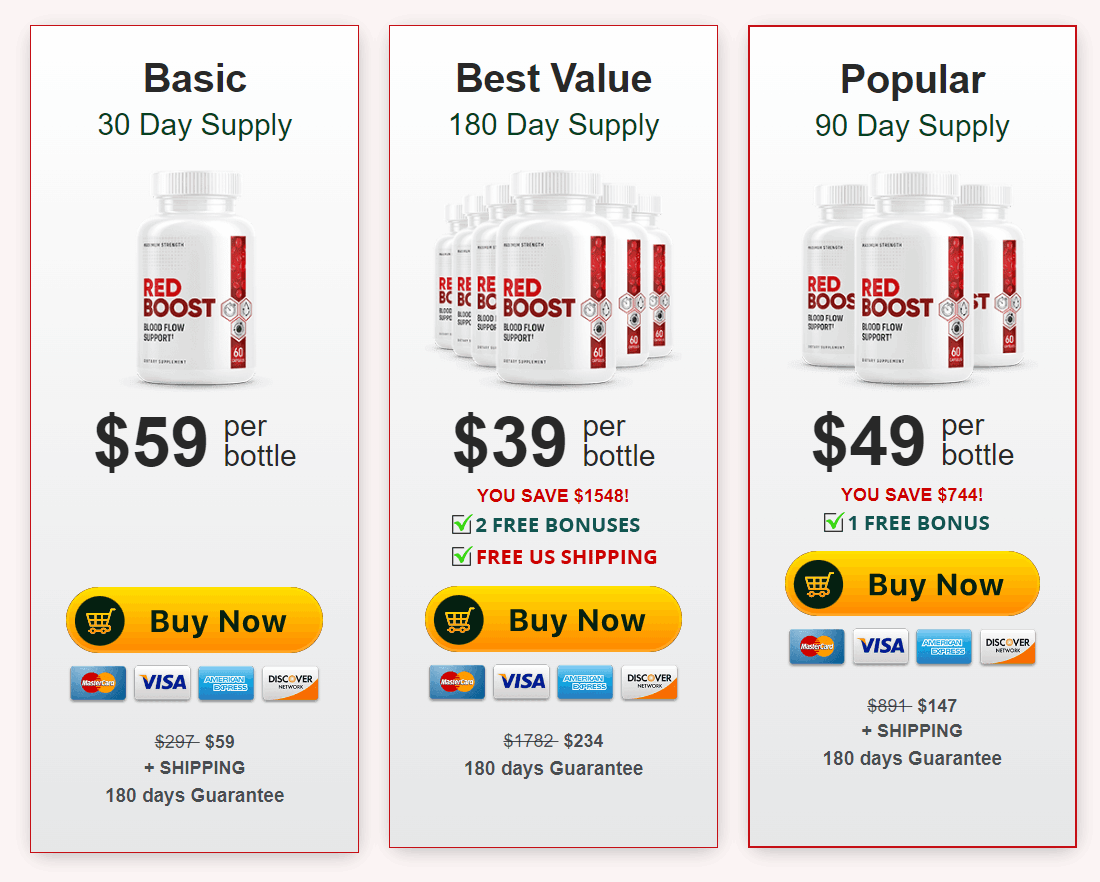 Basic
30 Day Supply
MAXIMUM STRENGTH
RED
BOOST
BLOOD FLOW
SUPPORT†
DIETARY SUPPLEMENT
60
CAPSULES
$59 per
bottle
Buy Now
MasterCard VISA AMERICAN EXPRESS DISCOVER NETWORK
$297 $59
+ SHIPPING
180 days Guarantee
Best Value
180 Day Supply
MAXIMUM STRENGTH
RED
BOOST
BLOOD FLOW
SUPPORT†
DIETARY SUPPLEMENT
60
CAPSULES
60
60
$39 per
bottle
YOU SAVE $1548!
2 FREE BONUSES
FREE US SHIPPING
Buy Now
MasterCard VISA AMERICAN EXPRESS DISCOVER NETWORK
$1782 $234
180 days Guarantee
Popular
90 Day Supply
MAXIMUM STRENGTH
RED
BOOST
BLOOD FLOW
SUPPORT†
DIETARY SUPPLEMENT
60
CAPSULES
60
$49 per
bottle
YOU SAVE $744!
1 FREE BONUS
Buy Now
MasterCard VISA AMERICAN EXPRESS DISCOVER NETWORK
$891 $147
+ SHIPPING
180 days Guarantee